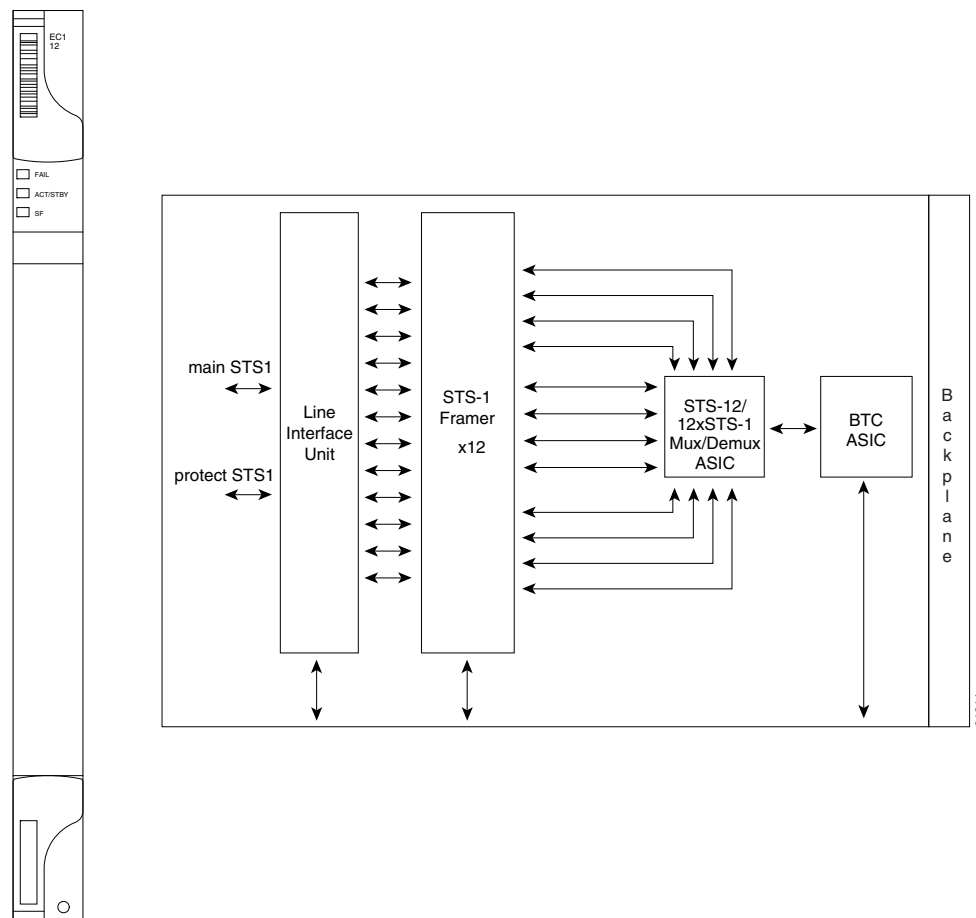 EC1
12
FAIL
ACT/STBY
SF
main STS1
protect STS1
Line
Interface
Unit
STS-1
Framer
x12
STS-12/
12xSTS-1
Mux/Demux
ASIC
BTC
ASIC
Backplane